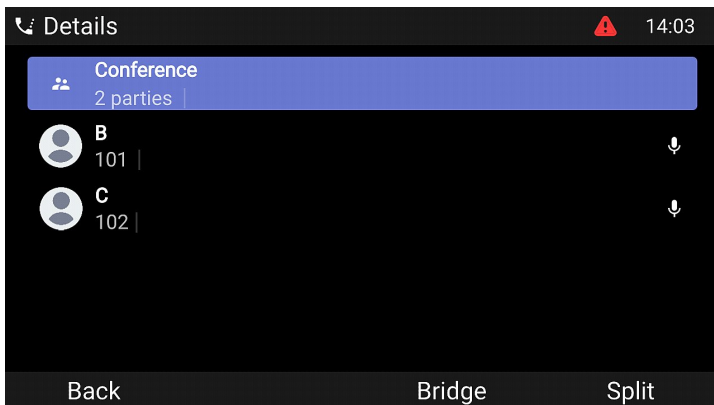 Details
14:03
Conference
2 parties
B
101
C
102
Back Bridge Split